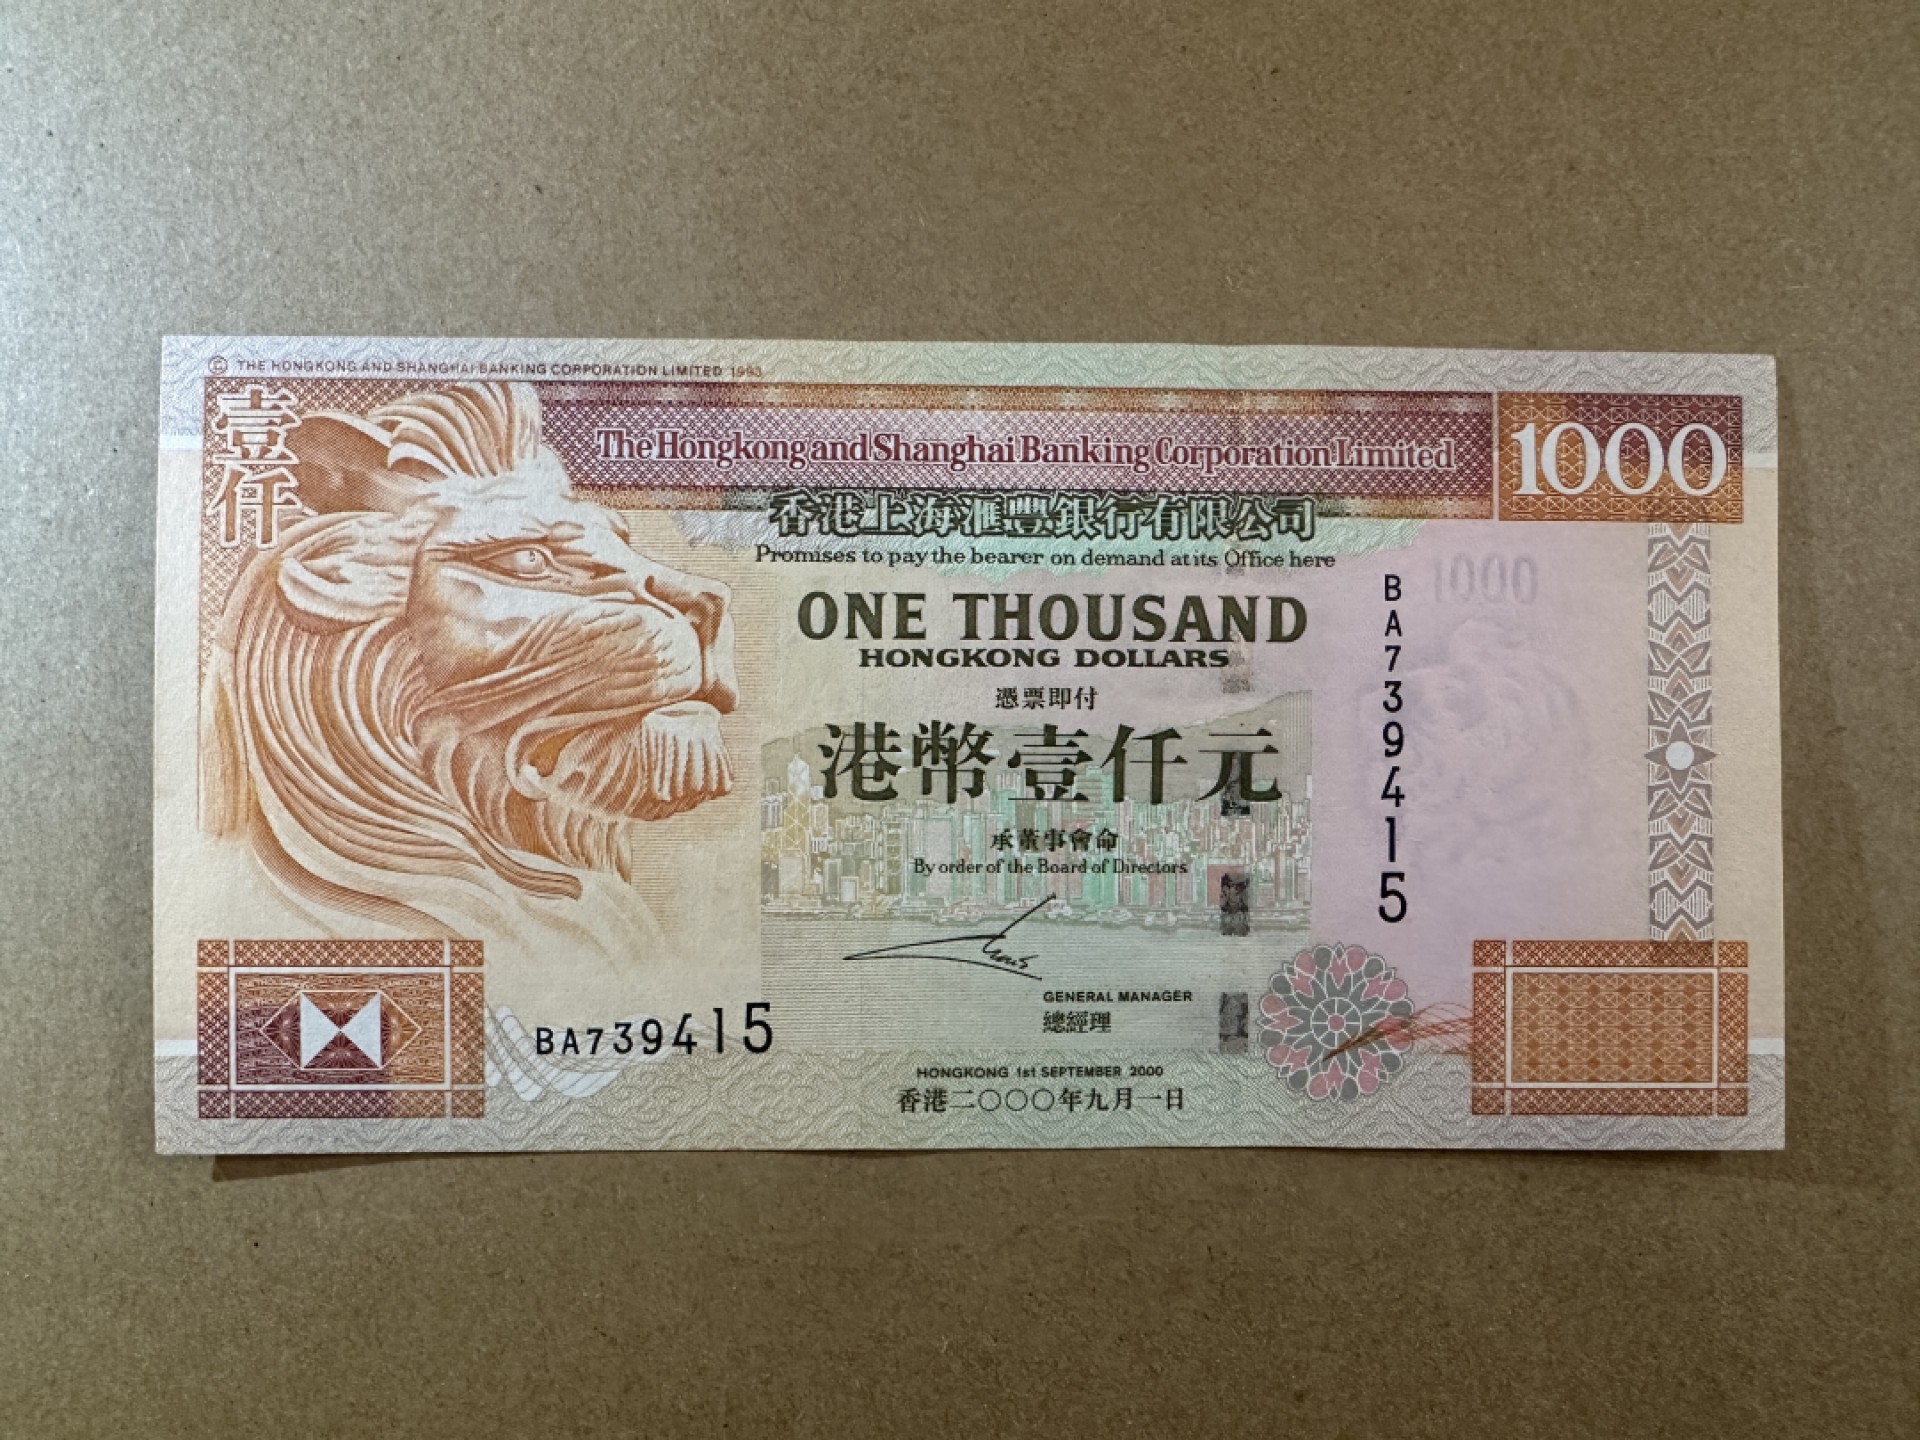 © THE HONGKONG AND SHANGHAI BANKING CORPORATION LIMITED 1993
壹仟
The Hongkong and Shanghai Banking Corporation Limited
1000
香港上海滙豐銀行有限公司
Promises to pay the bearer on demand at its Office here
ONE THOUSAND
HONGKONG DOLLARS
1000
BA739415
憑票即付
港幣壹仟元
承董事會命
By order of the Board of Directors
GENERAL MANAGER
總經理
BA739415
HONGKONG 1st SEPTEMBER 2000
香港二〇〇〇年九月一日